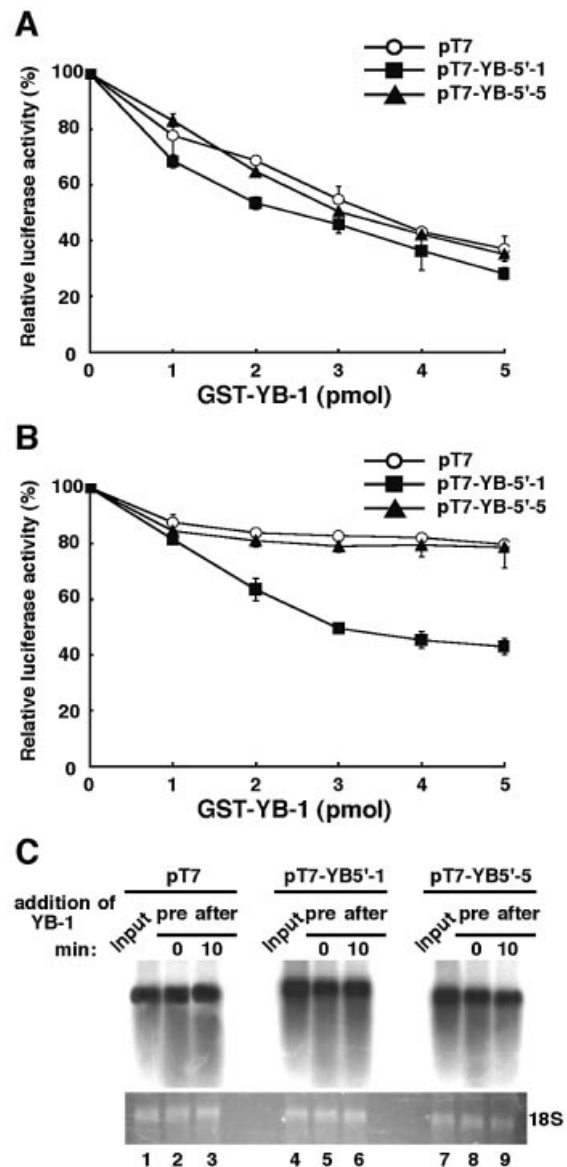 A
pT7
pT7-YB-5'-1
pT7-YB-5'-5
Relative luciferase activity (%)
100
80
60
40
20
0
0 1 2 3 4 5
GST-YB-1 (pmol)
B
pT7
pT7-YB-5'-1
pT7-YB-5'-5
Relative luciferase activity (%)
100
80
60
40
20
0
0 1 2 3 4 5
GST-YB-1 (pmol)
C
pT7 pT7-YB5'-1 pT7-YB5'-5
addition of YB-1
Input pre after Input pre after Input pre after
min: 0 10 0 10 0 10
18S
1 2 3 4 5 6 7 8 9